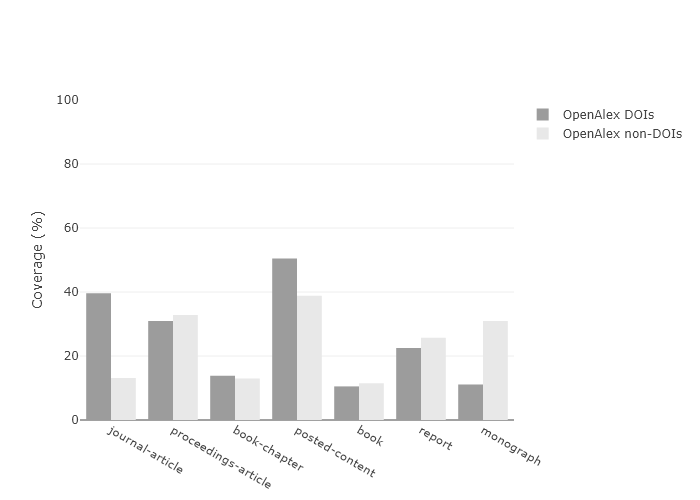 100
80
60
40
20
0
Coverage (%)
journal-article
proceedings-article
book-chapter
posted-content
book
report
monograph
OpenAlex DOIs
OpenAlex non-DOIs